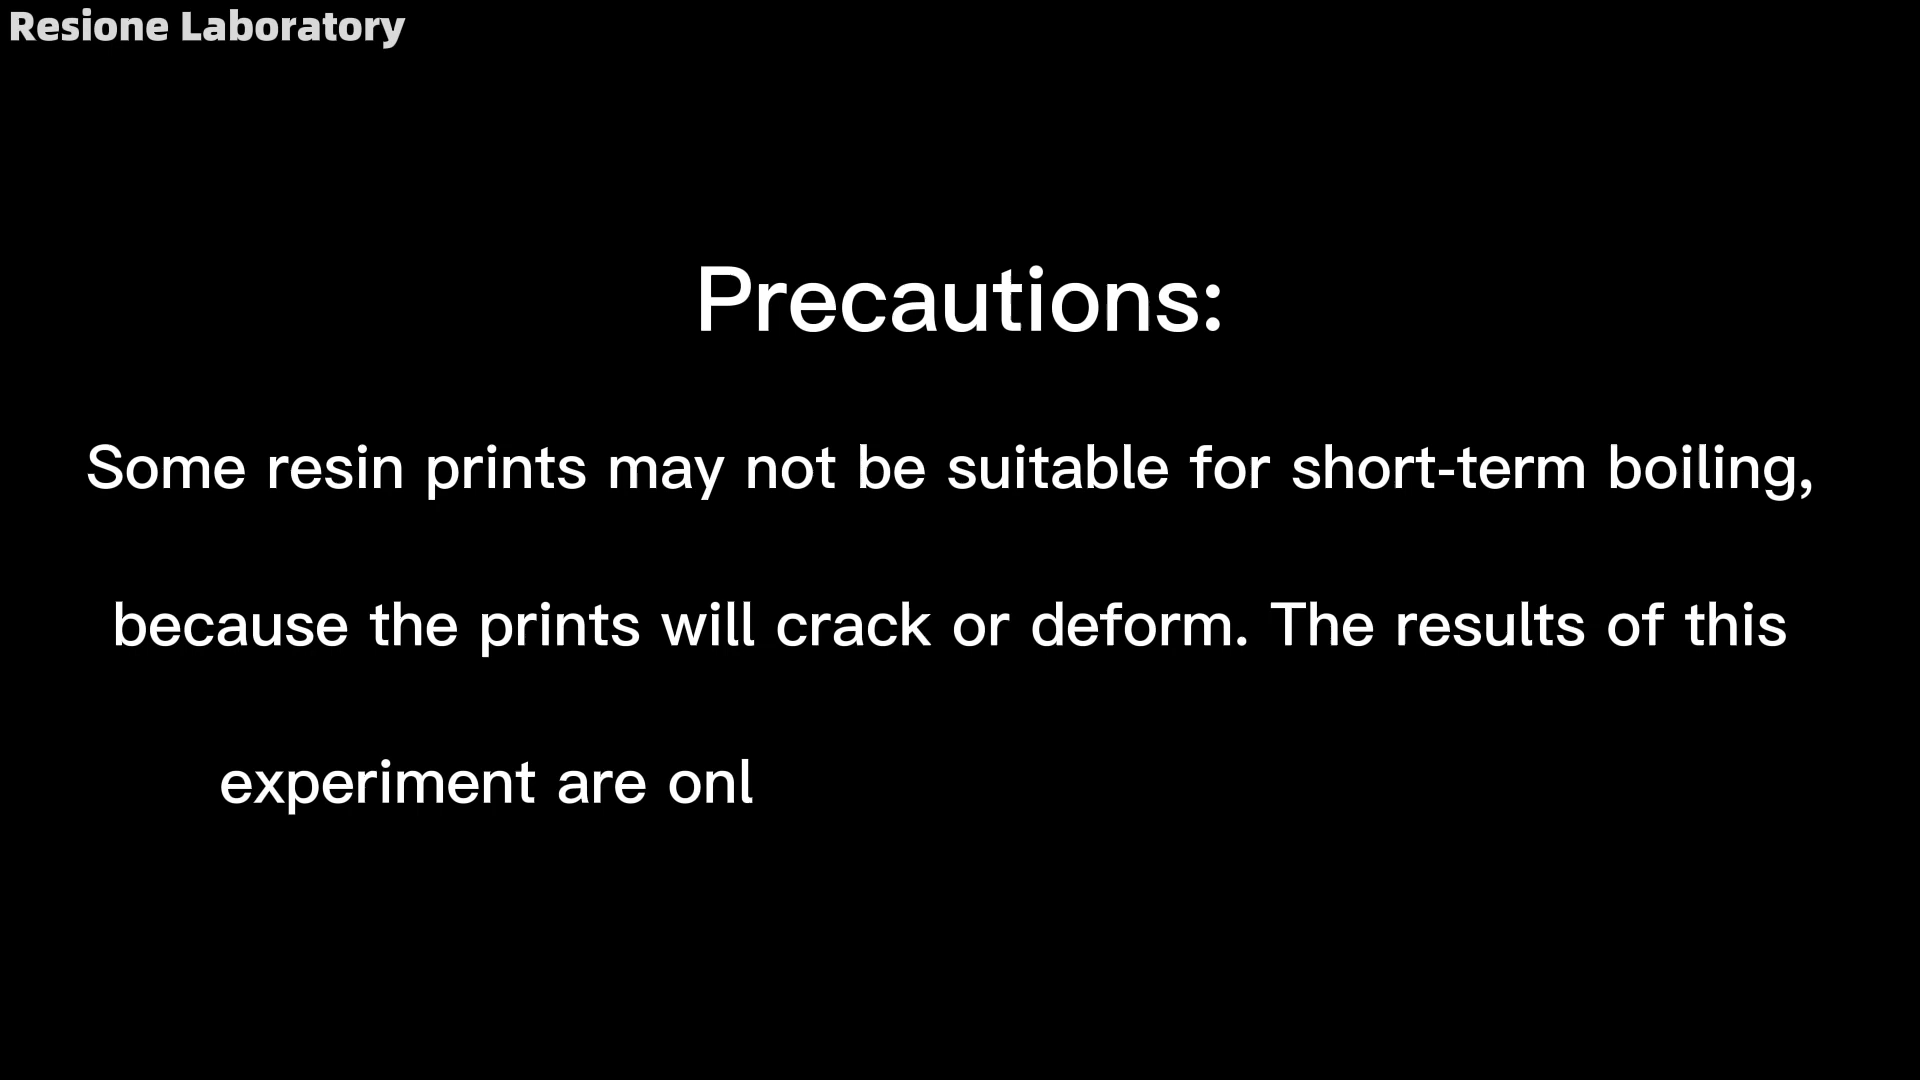 Resione Laboratory
Precautions:
Some resin prints may not be suitable for short-term boiling,
because the prints will crack or deform. The results of this
experiment are onl